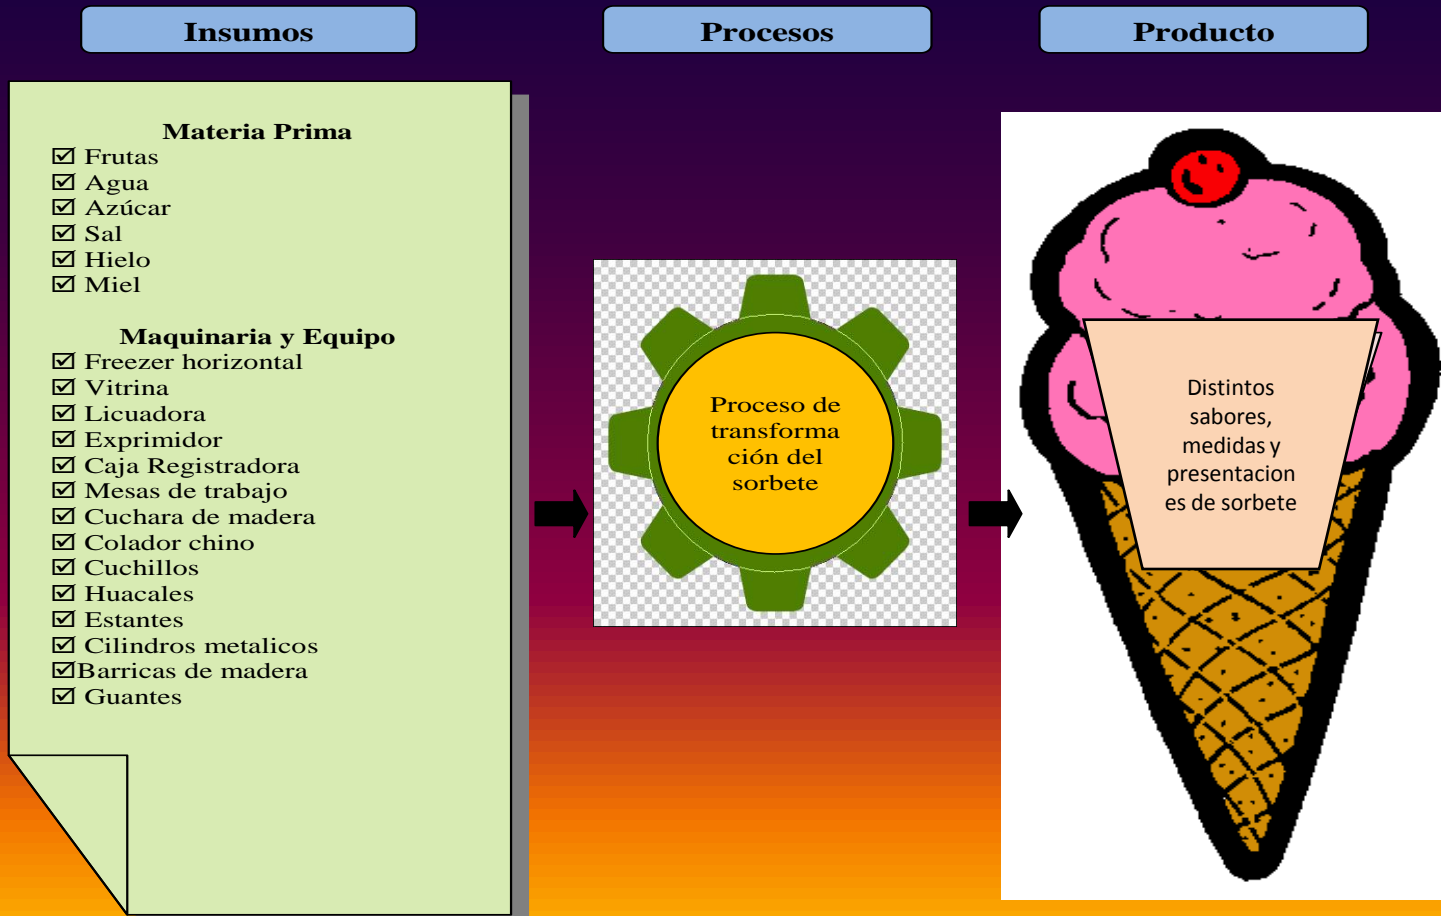 Insumos
Procesos
Producto
Materia Prima
☑ Frutas
☑ Agua
☑ Azúcar
☑ Sal
☑ Hielo
☑ Miel
Maquinaria y Equipo
☑ Freezer horizontal
☑ Vitrina
☑ Licuadora
☑ Exprimidor
☑ Caja Registradora
☑ Mesas de trabajo
☑ Cuchara de madera
☑ Colador chino
☑ Cuchillos
☑ Huacales
☑ Estantes
☑ Cilindros metalicos
☑Barricas de madera
☑ Guantes
Proceso de
transforma
ción del
sorbete
Distintos
sabores,
medidas y
presentacion
es de sorbete